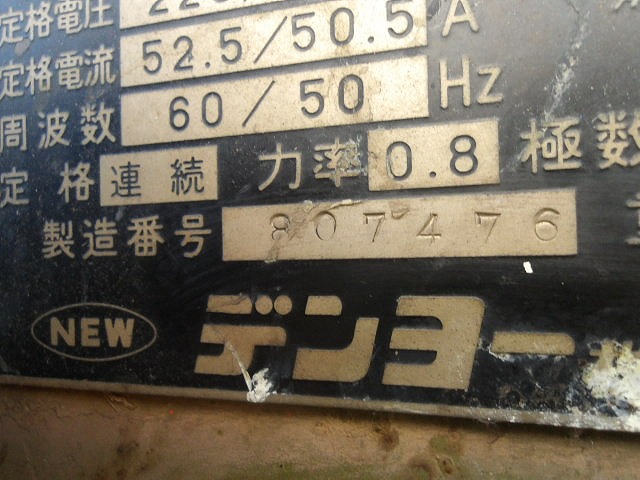 定格電圧 220
定格電流 52.5/50.5 A
周波数 60/50 Hz
定格 連続 力率 0.8 極数
製造番号 807476
NEW デンヨー